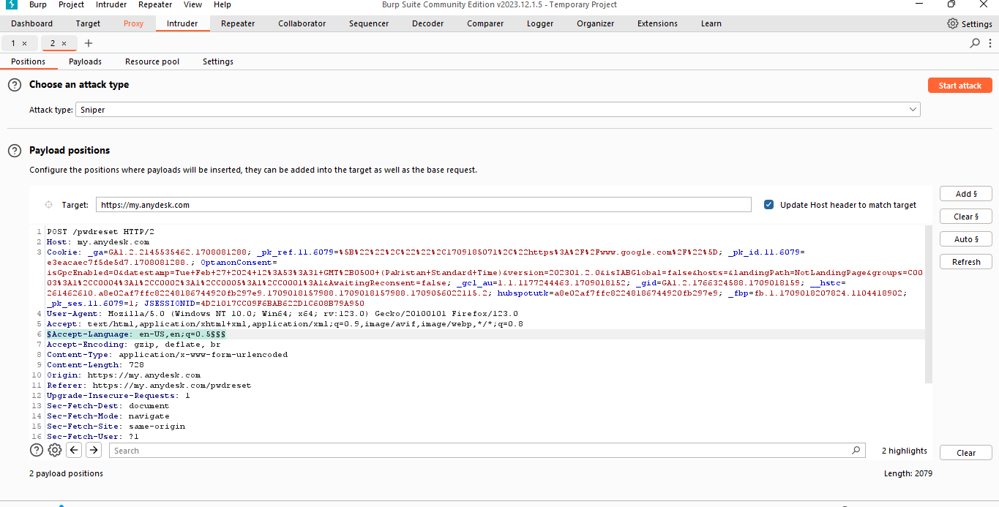 Burp Project Intruder Repeater View Help Burp Suite Community Edition v2023.12.1.5 - Temporary Project
Dashboard Target Proxy Intruder Repeater Collaborator Sequencer Decoder Comparer Logger Organizer Extensions Learn Settings
1 × 2 × +
Positions Payloads Resource pool Settings
? Choose an attack type Start attack
Attack type: Sniper
? Payload positions
Configure the positions where payloads will be inserted, they can be added into the target as well as the base request.
Add §
Target: https://my.anydesk.com Update Host header to match target
Clear §
Auto §
Refresh
1 POST /pwdreset HTTP/2
2 Host: my.anydesk.com
3 Cookie: _ga=GA1.2.2145535462.1708081288; _pk_ref.11.6079=%5B%22%22%2C%22%22%2C1709185071%2C%22https%3A%2F%2Fwww.google.com%2F%22%5D; _pk_id.11.6079=
e3eacaec7f5de5d7.1708081288.; OptanonConsent=
isGpcEnabled=0&datestamp=Tue+Feb+27+2024+12%3A53%3A31+GMT%2B0500+(Pakistan+Standard+Time)&version=202301.2.0&isIABGlobal=false&hosts=&landingPath=NotLandingPage&groups=C00
03%3A1%2CC0004%3A1%2CC0002%3A1%2CC0005%3A1%2CC0001%3A1&AwaitingReconsent=false; _gcl_au=1.1.1177244463.1709018152; _gid=GA1.2.1766324588.1709018159; __hstc=
261462610.a8e02af7ffc82248186744920fb297e9.1709018157988.1709018157988.1709056022115.2; hubspotutk=a8e02af7ffc82248186744920fb297e9; _fbp=fb.1.1709018207824.1104418902;
_pk_ses.11.6079=1; JSESSIONID=4D21017CC09F6BAB622D1C608B79A950
4 User-Agent: Mozilla/5.0 (Windows NT 10.0; Win64; x64; rv:123.0) Gecko/20100101 Firefox/123.0
5 Accept: text/html,application/xhtml+xml,application/xml;q=0.9,image/avif,image/webp,*/*;q=0.8
6 §Accept-Language: en-US,en;q=0.5§§§
7 Accept-Encoding: gzip, deflate, br
8 Content-Type: application/x-www-form-urlencoded
9 Content-Length: 728
10 Origin: https://my.anydesk.com
11 Referer: https://my.anydesk.com/pwdreset
12 Upgrade-Insecure-Requests: 1
13 Sec-Fetch-Dest: document
14 Sec-Fetch-Mode: navigate
15 Sec-Fetch-Site: same-origin
16 Sec-Fetch-User: ?1
? Search 2 highlights Clear
2 payload positions Length: 2079